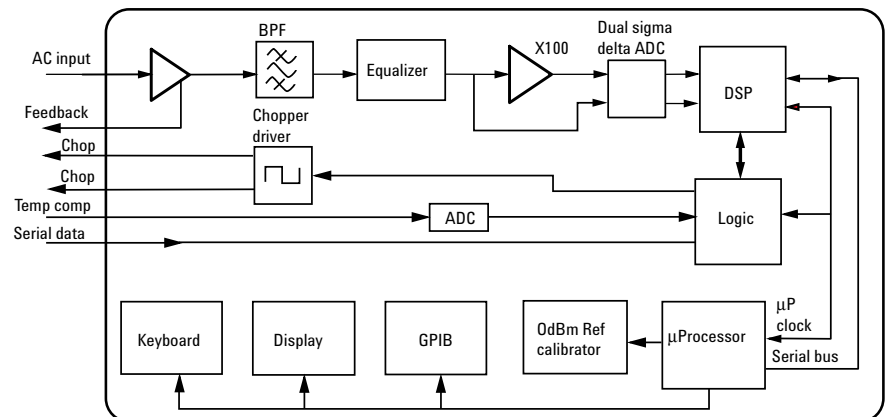 BPF
Dual sigma
delta ADC
X100
AC input
Equalizer
DSP
Feedback
Chopper
driver
Chop
Chop
Temp comp
ADC
Logic
Serial data
Keyboard
Display
GPIB
0dBm Ref
calibrator
μProcessor
μP
clock
Serial bus